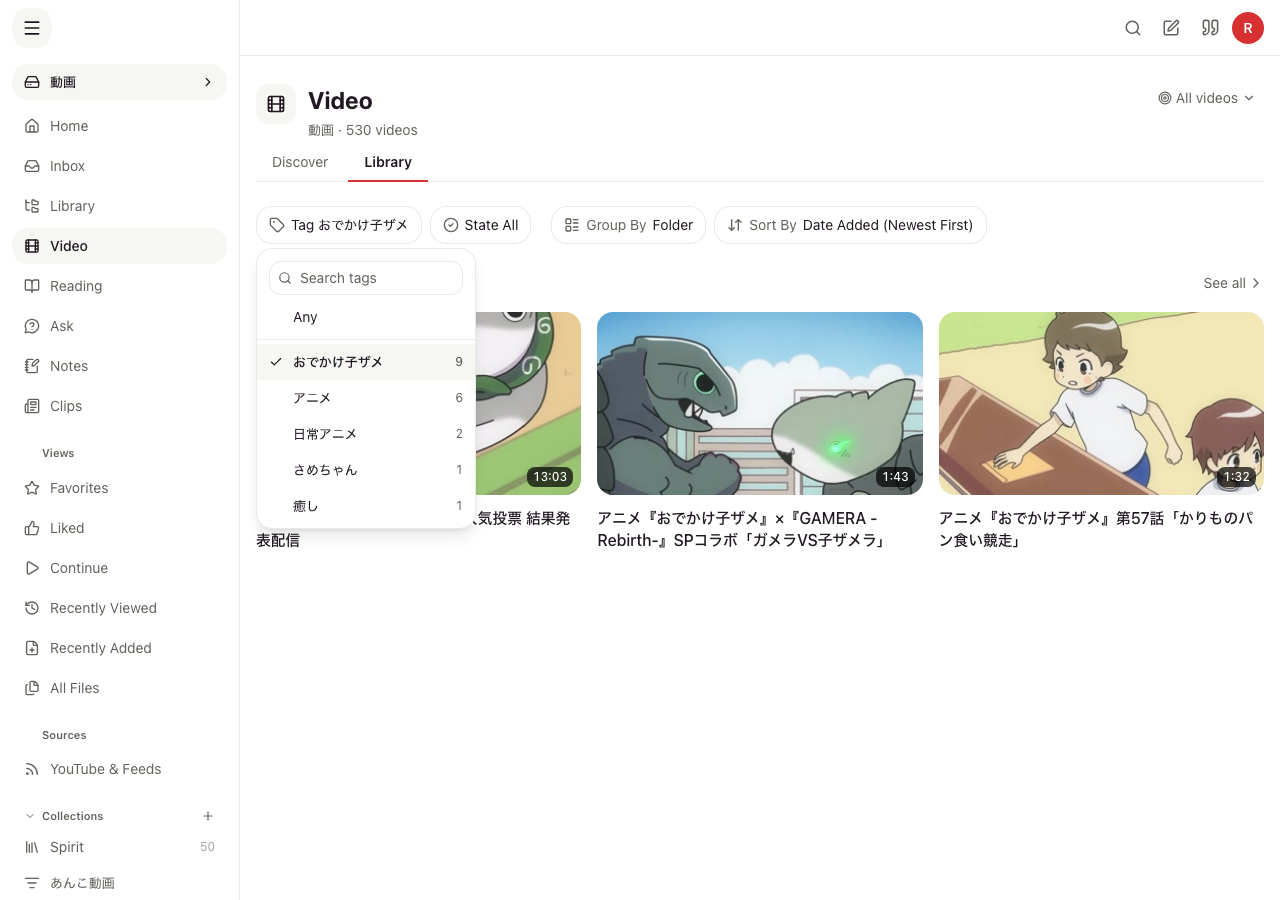 R
動画
Home
Inbox
Library
Video
Reading
Ask
Notes
Clips
Views
Favorites
Liked
Continue
Recently Viewed
Recently Added
All Files
Sources
YouTube & Feeds
Collections
Spirit 50
あんこ動画
Video
動画 · 530 videos
All videos
Discover
Library
Tag おでかけ子ザメ
State All
Group By Folder
Sort By Date Added (Newest First)
Search tags
Any
おでかけ子ザメ 9
アニメ 6
日常アニメ 2
さめちゃん 1
癒し 1
See all
13:03
1:43
1:32
気投票 結果発
表配信
アニメ『おでかけ子ザメ』×『GAMERA -
Rebirth-』SPコラボ「ガメラVS子ザメラ」
アニメ『おでかけ子ザメ』第57話「かりものパ
ン食い競走」